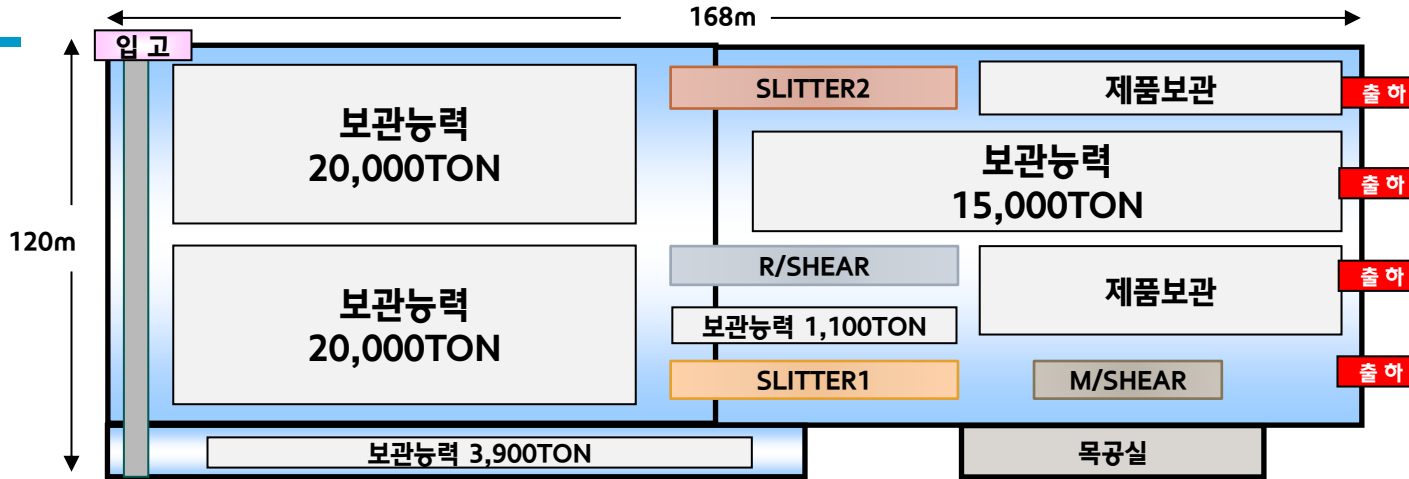 168m
입 고
120m
보관능력
20,000TON
SLITTER2
제품보관
출 하
보관능력
15,000TON
출 하
보관능력
20,000TON
R/SHEAR
제품보관
출 하
보관능력 1,100TON
SLITTER1
M/SHEAR
출 하
보관능력 3,900TON
목공실